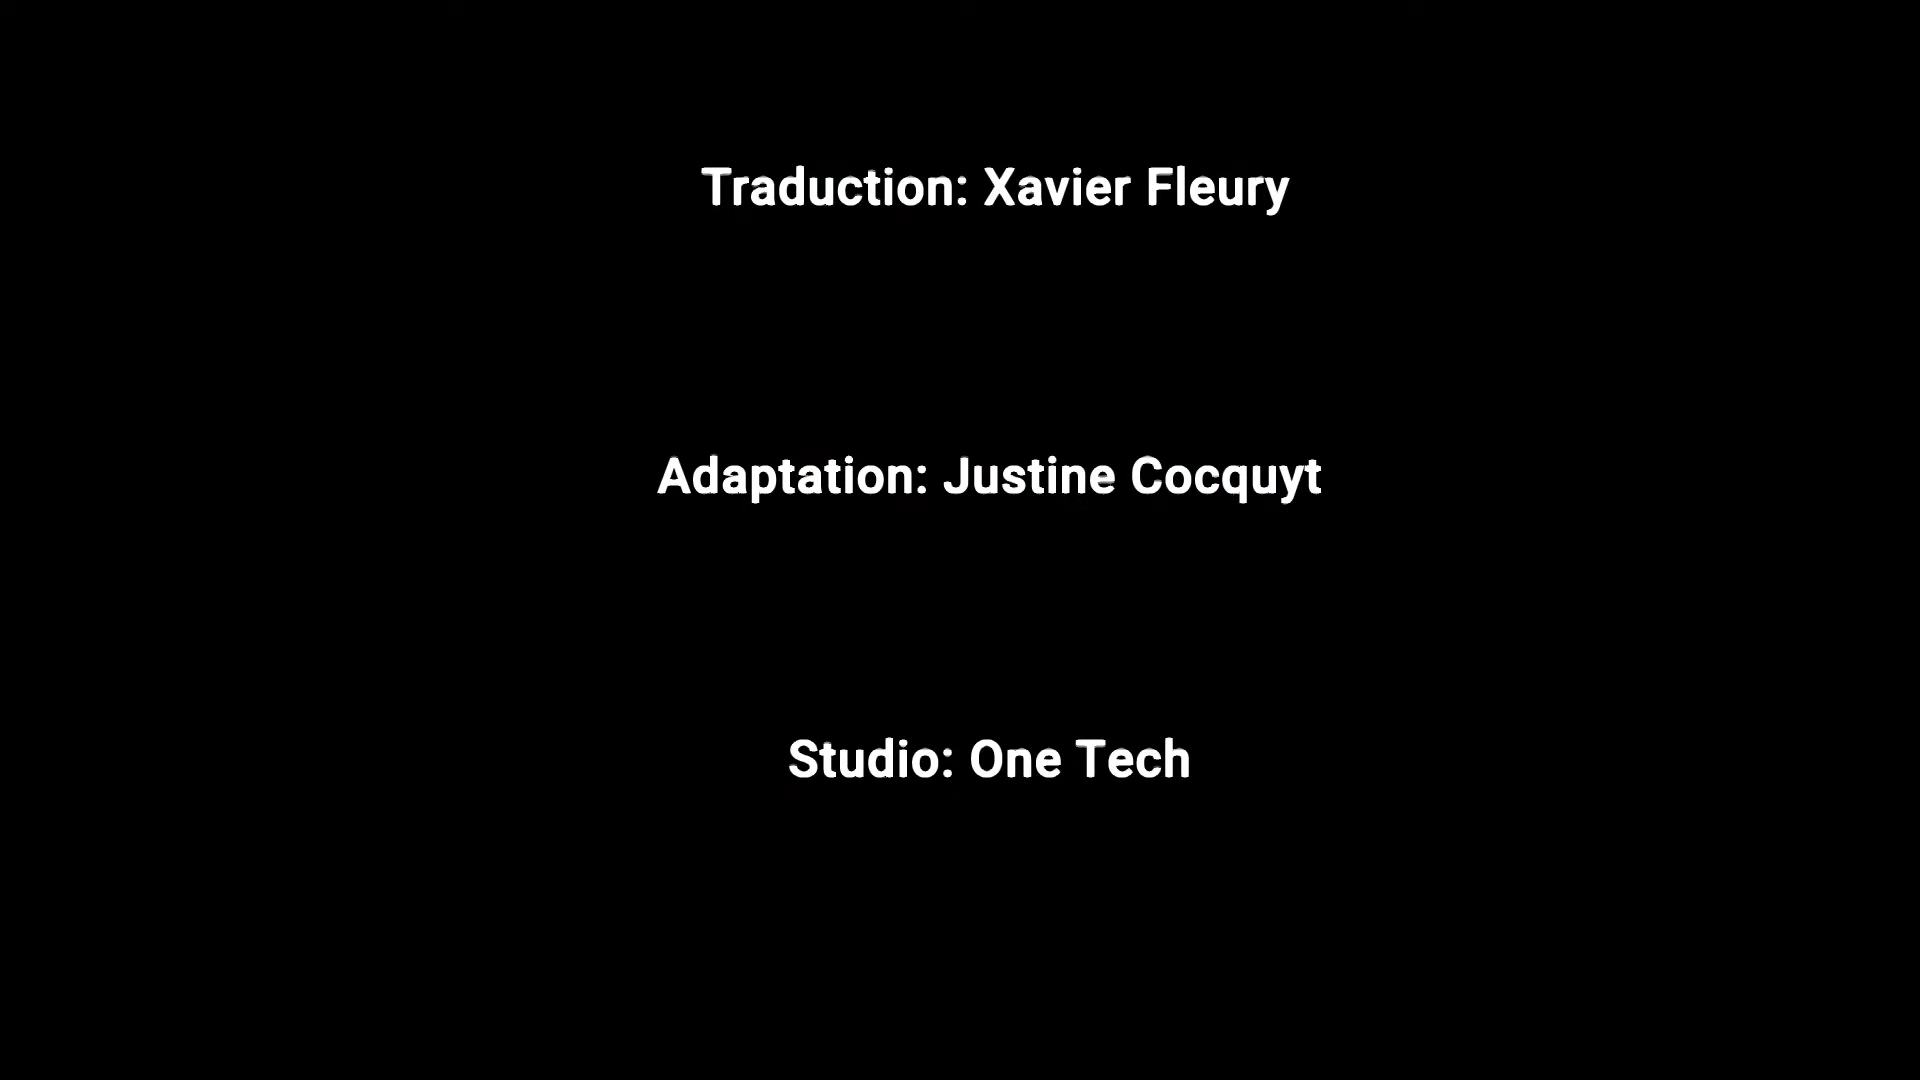 Traduction: Xavier Fleury
Adaptation: Justine Cocquyt
Studio: One Tech